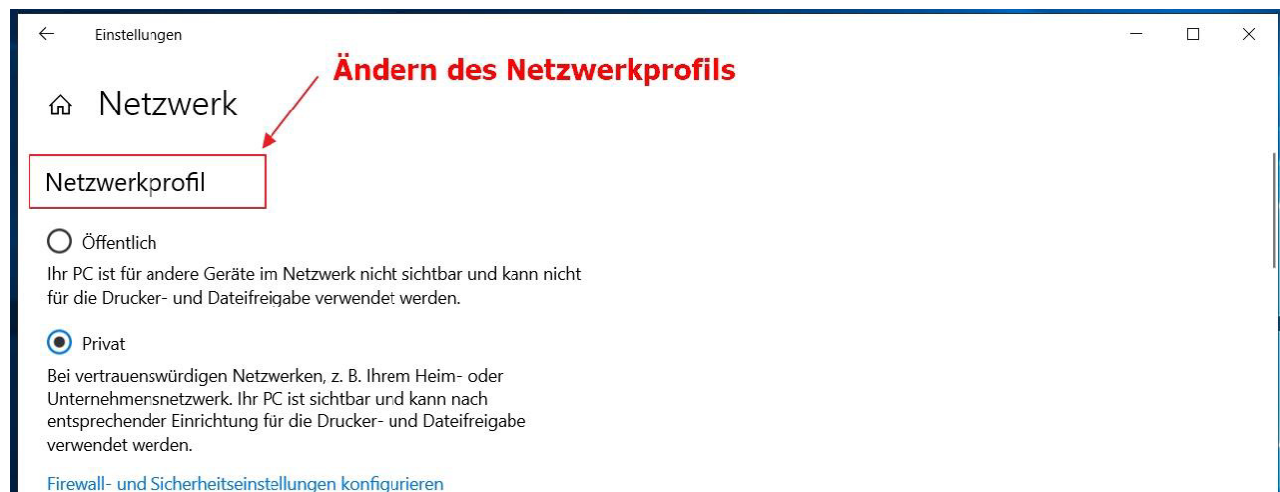 Einstellungen
Ändern des Netzwerkprofils
Netzwerk
Netzwerkprofil
Öffentlich
Ihr PC ist für andere Geräte im Netzwerk nicht sichtbar und kann nicht
für die Drucker- und Dateifreigabe verwendet werden.
Privat
Bei vertrauenswürdigen Netzwerken, z. B. Ihrem Heim- oder
Unternehmensnetzwerk. Ihr PC ist sichtbar und kann nach
entsprechender Einrichtung für die Drucker- und Dateifreigabe
verwendet werden.
Firewall- und Sicherheitseinstellungen konfigurieren